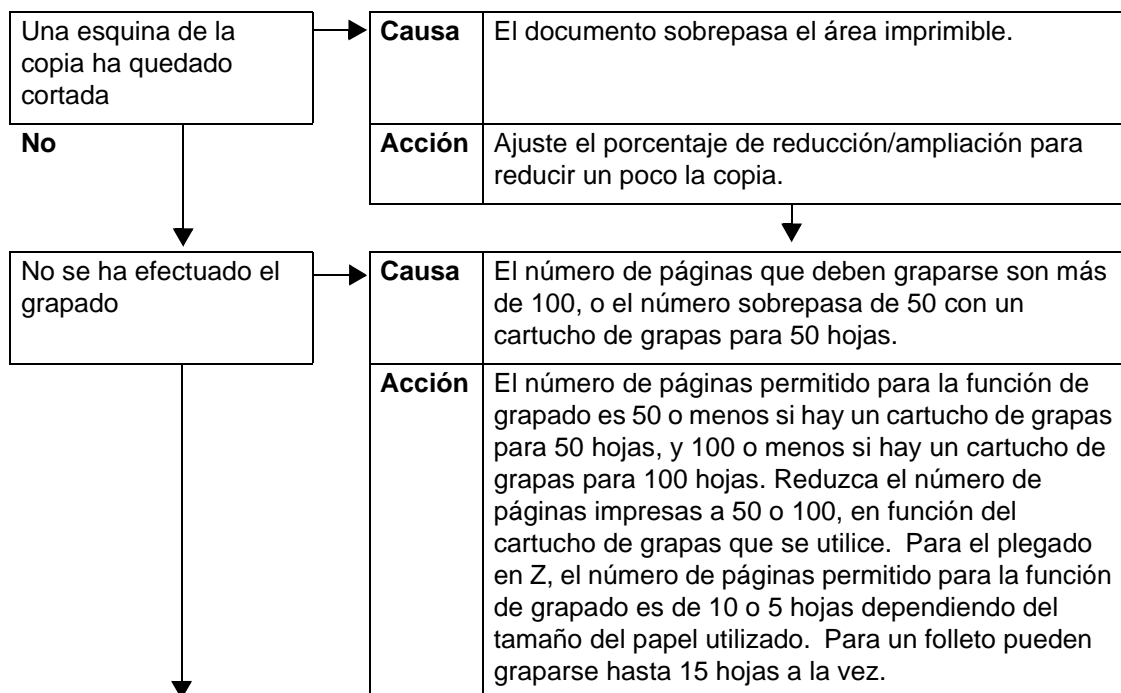 Una esquina de la
copia ha quedado
cortada
Causa
El documento sobrepasa el área imprimible.
No
Acción
Ajuste el porcentaje de reducción/ampliación para
reducir un poco la copia.
No se ha efectuado el
grapado
Causa
El número de páginas que deben graparse son más
de 100, o el número sobrepasa de 50 con un
cartucho de grapas para 50 hojas.
Acción
El número de páginas permitido para la función de
grapado es 50 o menos si hay un cartucho de grapas
para 50 hojas, y 100 o menos si hay un cartucho de
grapas para 100 hojas. Reduzca el número de
páginas impresas a 50 o 100, en función del
cartucho de grapas que se utilice.  Para el plegado
en Z, el número de páginas permitido para la función
de grapado es de 10 o 5 hojas dependiendo del
tamaño del papel utilizado.  Para un folleto pueden
graparse hasta 15 hojas a la vez.